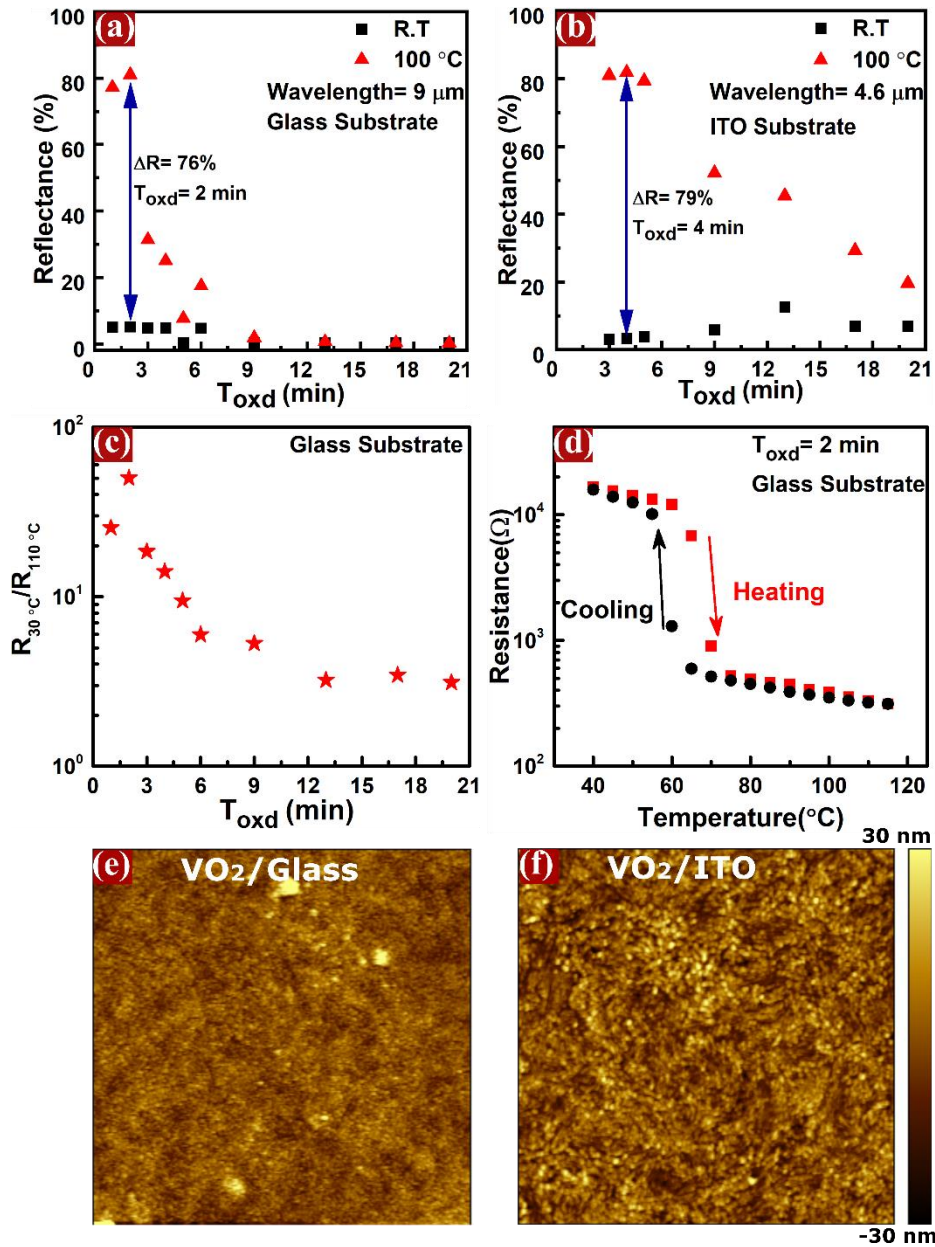 (a)
R.T
100 °C
Wavelength= 9 μm
Glass Substrate
ΔR= 76%
Toxd= 2 min
Reflectance (%)
100
80
60
40
20
0
0 3 6 9 12 15 18 21
Toxd (min)
(b)
R.T
100 °C
Wavelength= 4.6 μm
ITO Substrate
ΔR= 79%
Toxd= 4 min
Reflectance (%)
100
80
60
40
20
0
0 3 6 9 12 15 18 21
Toxd (min)
(c)
Glass Substrate
R30 °C/R110 °C
10²
10¹
10⁰
0 3 6 9 12 15 18 21
Toxd (min)
(d)
Toxd= 2 min
Glass Substrate
Cooling
Heating
Resistance(Ω)
10⁴
10³
10²
40 60 80 100 120
Temperature(°C)
(e)
VO2/Glass
(f)
VO2/ITO
30 nm
-30 nm